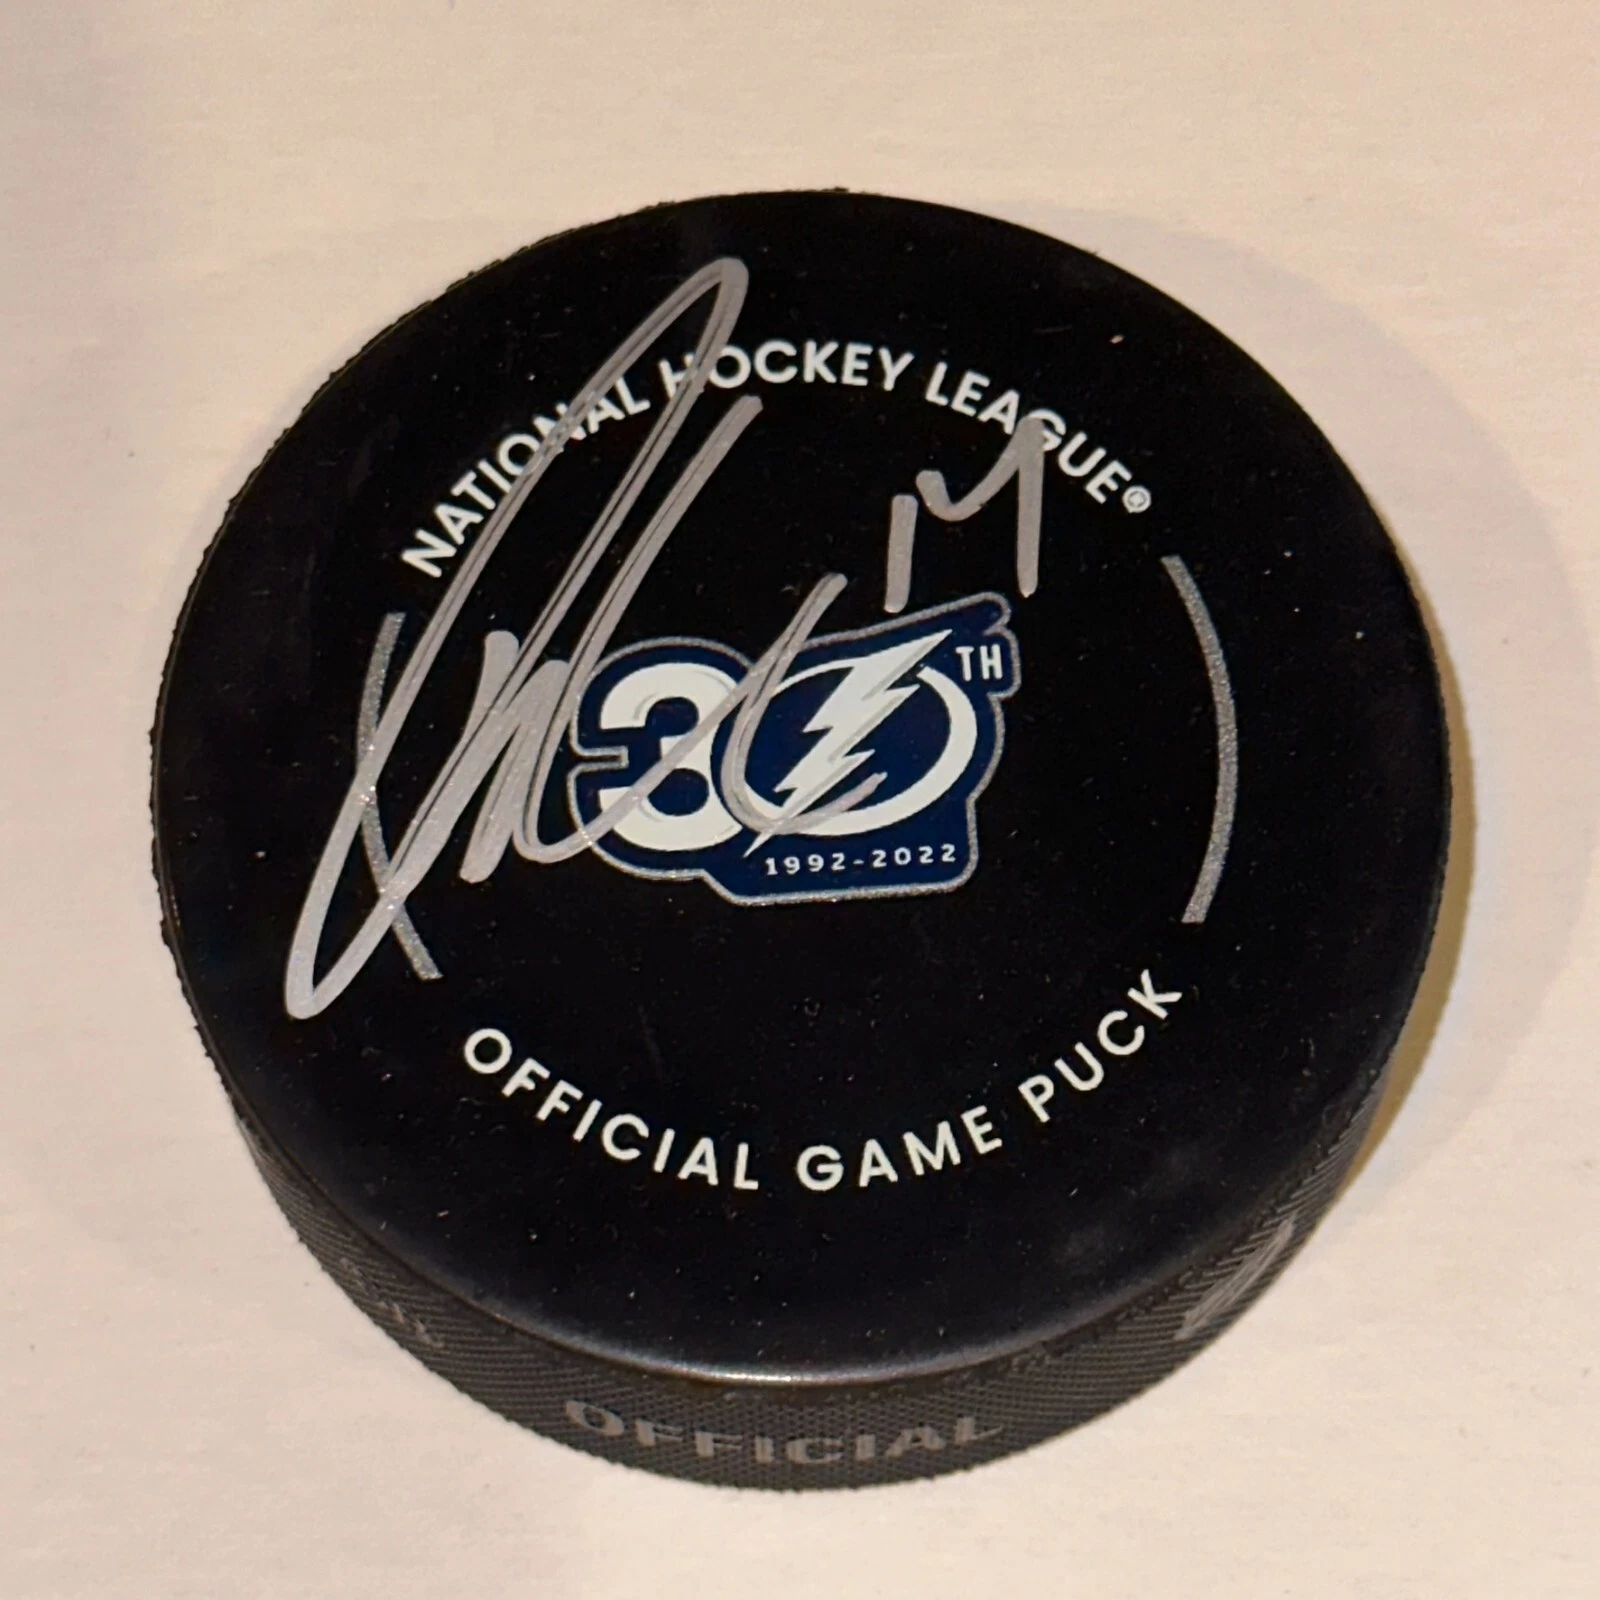 NATIONAL HOCKEY LEAGUE®
30TH
1992-2022
OFFICIAL GAME PUCK
OFFICIAL